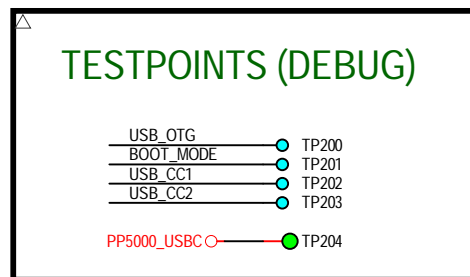 TESTPOINTS (DEBUG)
USB_OTG TP200
BOOT_MODE TP201
USB_CC1 TP202
USB_CC2 TP203
PP5000_USBC TP204